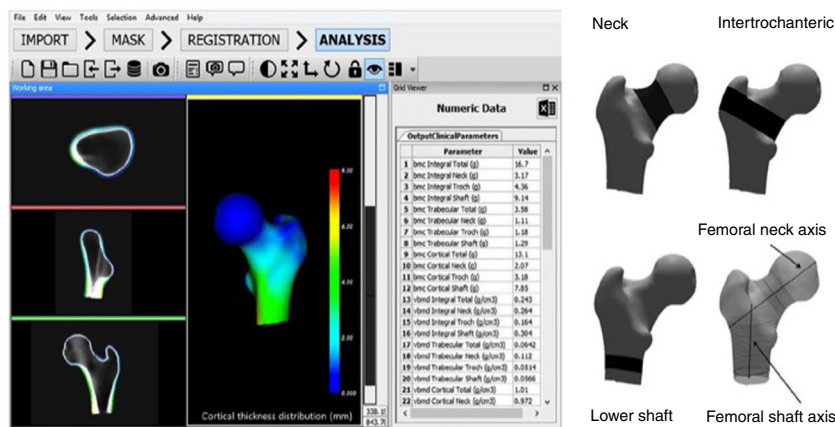 File Edit View Tools Selection Advanced Help
IMPORT MASK REGISTRATION ANALYSIS
Working area
Grid Viewer
Numeric Data
OutputClinicalParameters
Parameter Value
1 bmc Integral Total (g) 16.7
2 bmc Integral Neck (g) 3.17
3 bmc Integral Troch (g) 4.36
4 bmc Integral Shaft (g) 9.14
5 bmc Trabecular Total (g) 3.58
6 bmc Trabecular Neck (g) 1.11
7 bmc Trabecular Troch (g) 1.18
8 bmc Trabecular Shaft (g) 1.29
9 bmc Cortical Total (g) 13.1
10 bmc Cortical Neck (g) 2.07
11 bmc Cortical Troch (g) 3.18
12 bmc Cortical Shaft (g) 7.85
13 vbmd Integral Total (g/cm3) 0.243
14 vbmd Integral Neck (g/cm3) 0.264
15 vbmd Integral Troch (g/cm3) 0.164
16 vbmd Integral Shaft (g/cm3) 0.304
17 vbmd Trabecular Total (g/cm3) 0.0642
18 vbmd Trabecular Neck (g/cm3) 0.112
19 vbmd Trabecular Troch (g/cm3) 0.0514
20 vbmd Trabecular Shaft (g/cm3) 0.0566
21 vbmd Cortical Total (g/cm3) 1.01
22 vbmd Cortical Neck (g/cm3) 0.972
8.00
6.00
4.00
2.00
0.000
Cortical thickness distribution (mm)
338.15
843.70
Neck
Intertrochanteric
Femoral neck axis
Lower shaft
Femoral shaft axis